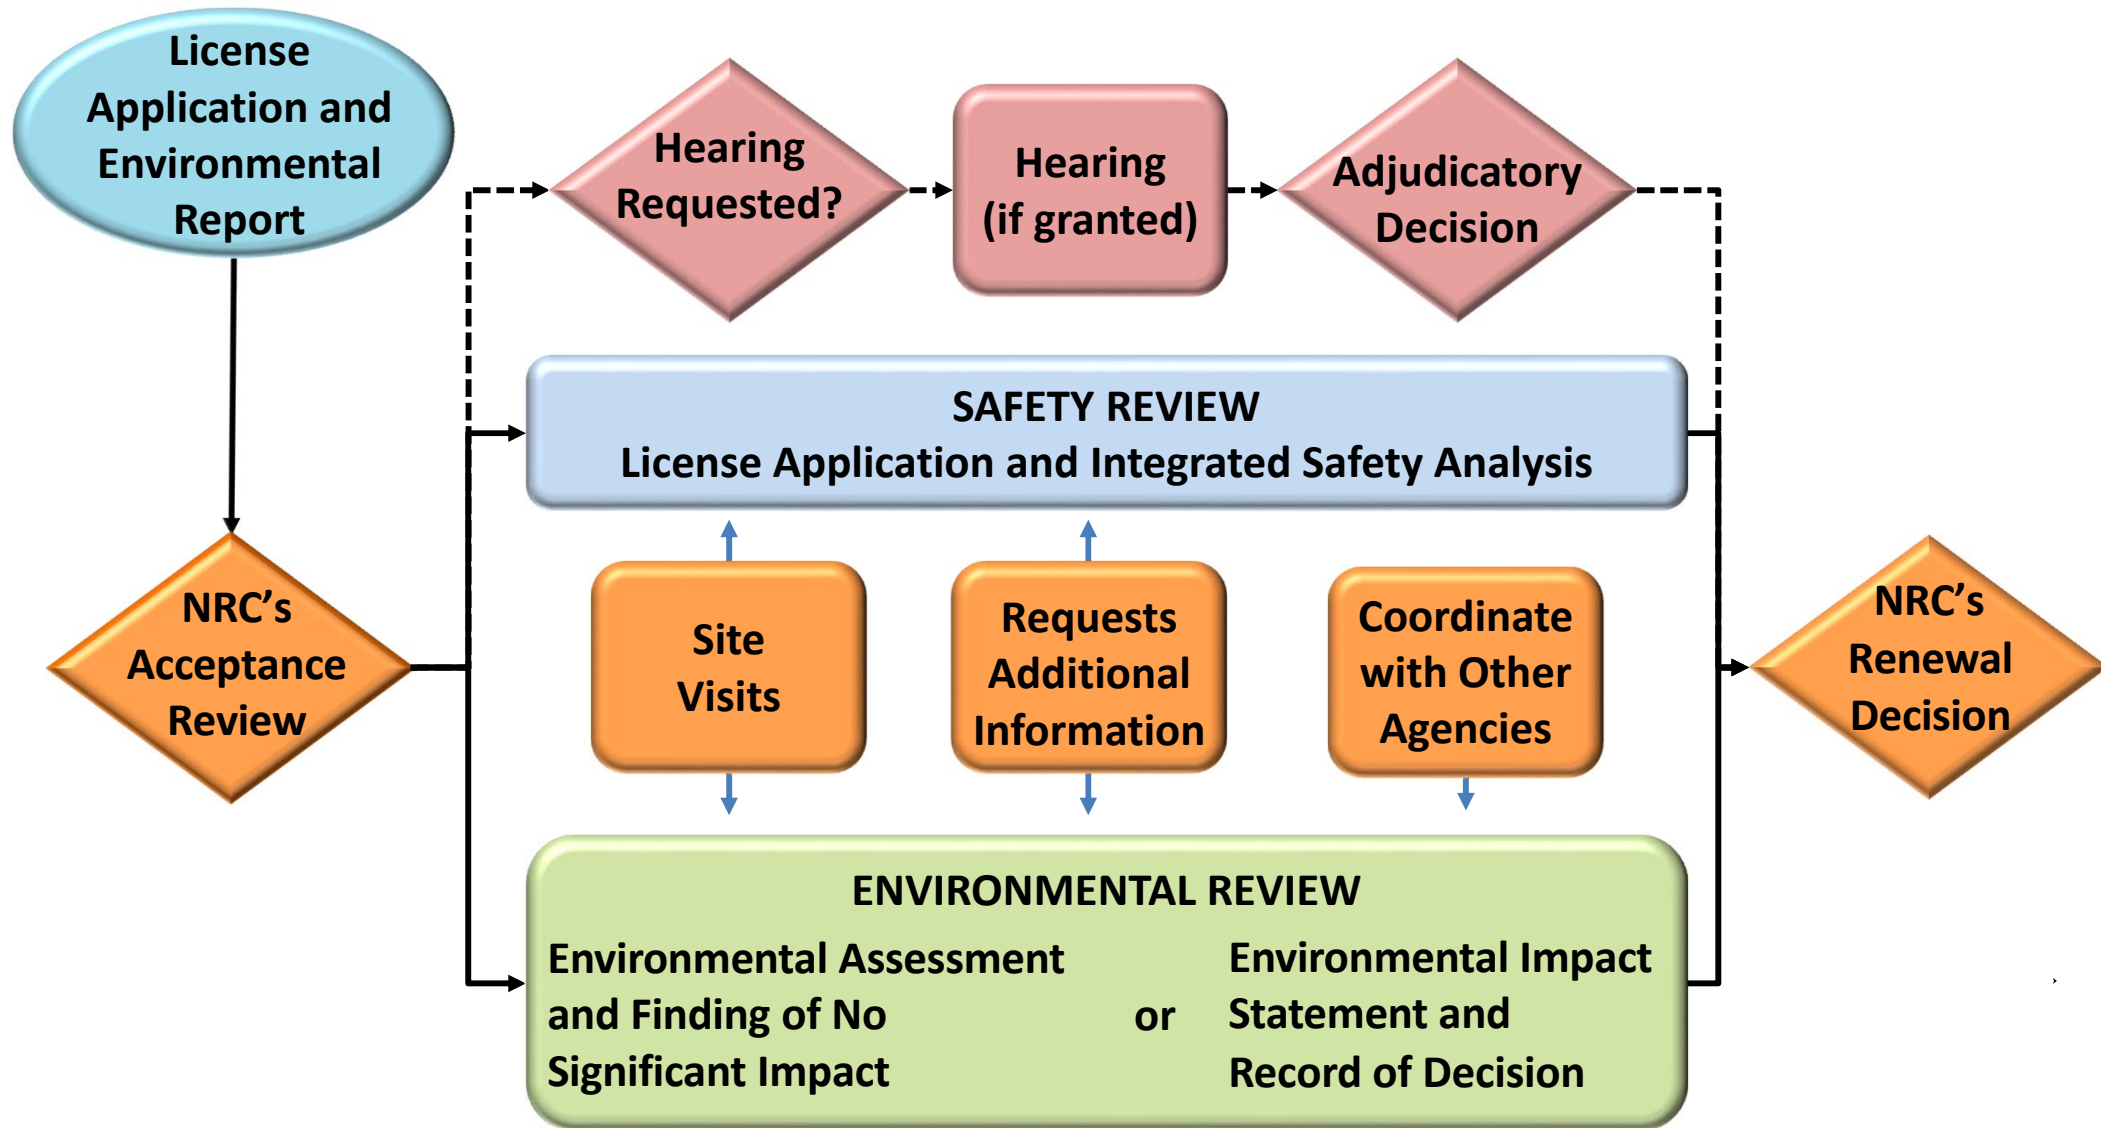 License
Application and
Environmental
Report
Hearing
Requested?
Hearing
(if granted)
Adjudicatory
Decision
SAFETY REVIEW
License Application and Integrated Safety Analysis
NRC’s
Acceptance
Review
Site
Visits
Requests
Additional
Information
Coordinate
with Other
Agencies
NRC’s
Renewal
Decision
ENVIRONMENTAL REVIEW
Environmental Assessment
and Finding of No
Significant Impact
or
Environmental Impact
Statement and
Record of Decision